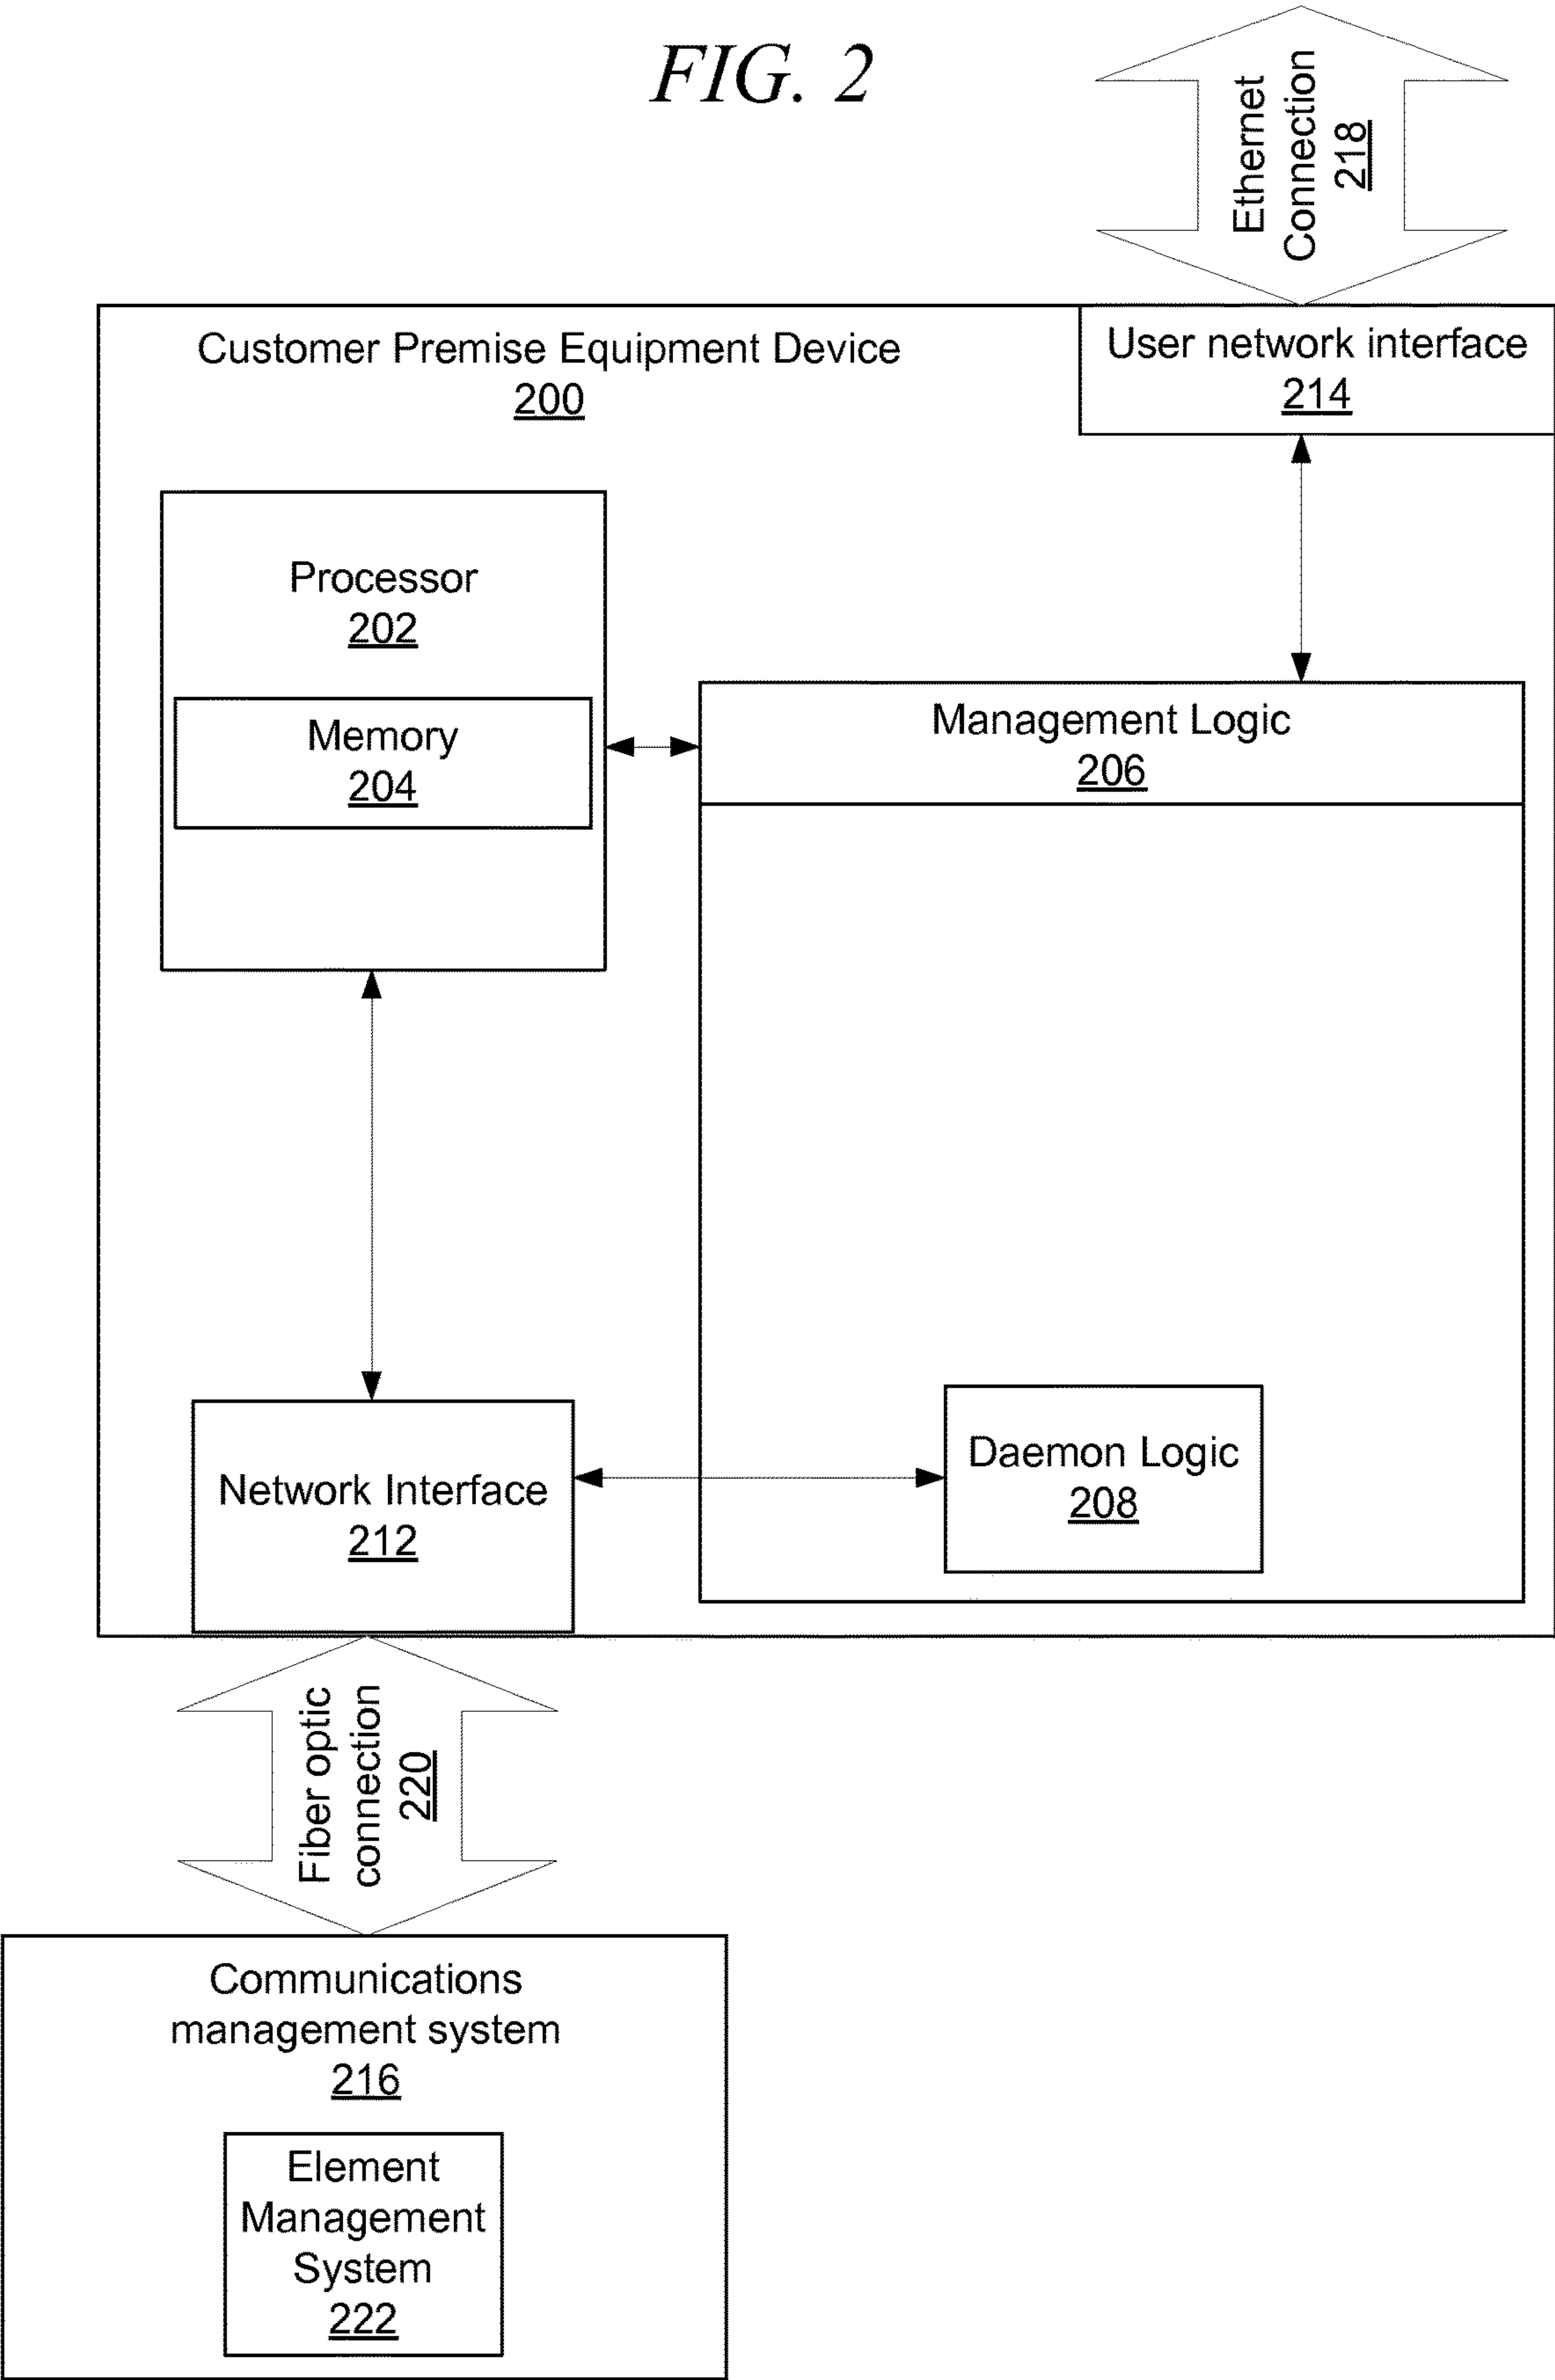 FIG. 2
Ethernet
Connection
218
Customer Premise Equipment Device
200
User network interface
214
Processor
202
Memory
204
Management Logic
206
Daemon Logic
208
Network Interface
212
Fiber optic
connection
220
Communications
management system
216
Element
Management
System
222